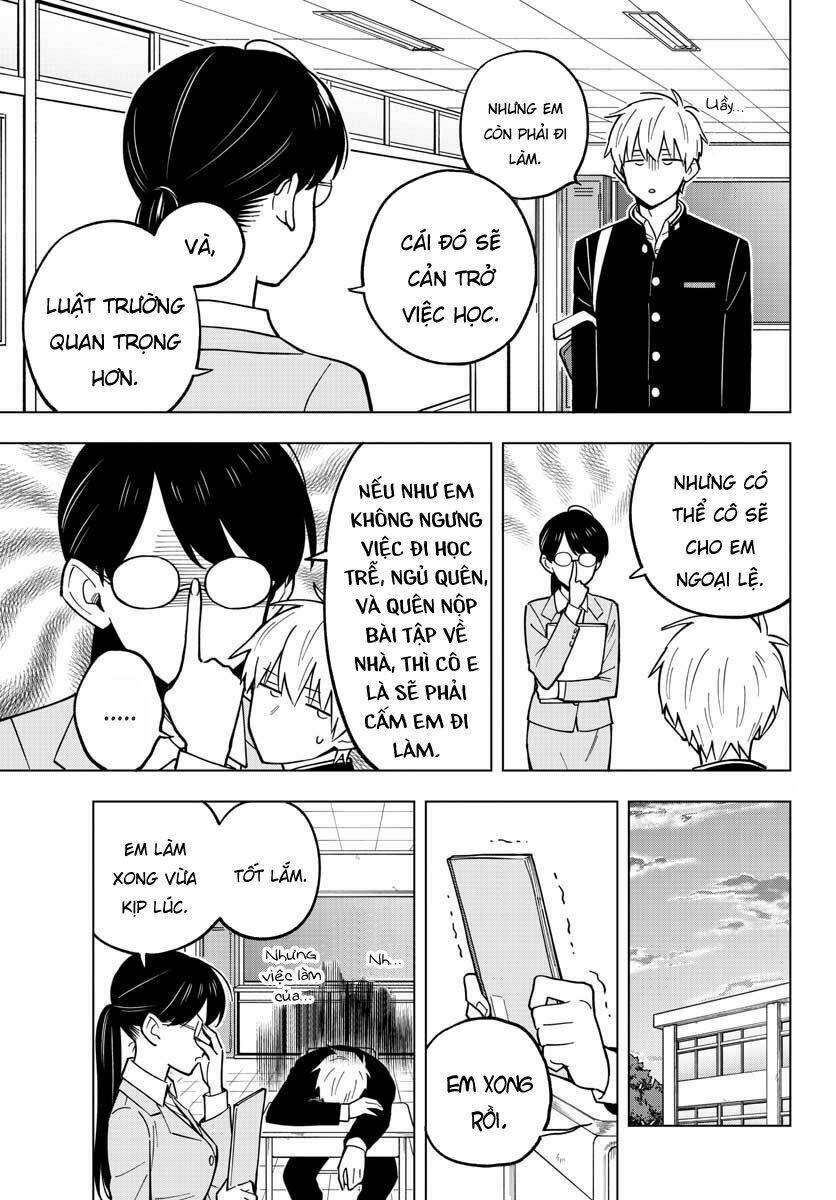 Uầy...
NHƯNG EM
CÒN PHẢI ĐI
LÀM.
CÁI ĐÓ SẼ
CẢN TRỞ
VIỆC HỌC.
VÀ,
LUẬT TRƯỜNG
QUAN TRỌNG
HƠN.
NHƯNG CÓ
THỂ CÔ SẼ
CHO EM
NGOẠI LỆ.
NẾU NHƯ EM
KHÔNG NGƯNG
VIỆC ĐI HỌC
TRỄ, NGỦ QUÊN,
VÀ QUÊN NỘP
BÀI TẬP VỀ
NHÀ, THÌ CÔ E
LÀ SẼ PHẢI
CẤM EM ĐI
LÀM.
.....
EM XONG
RỒI.
TỐT LẮM.
EM LÀM
XONG VỪA
KỊP LÚC.
Nh...
Nhưng
việc làm
của...